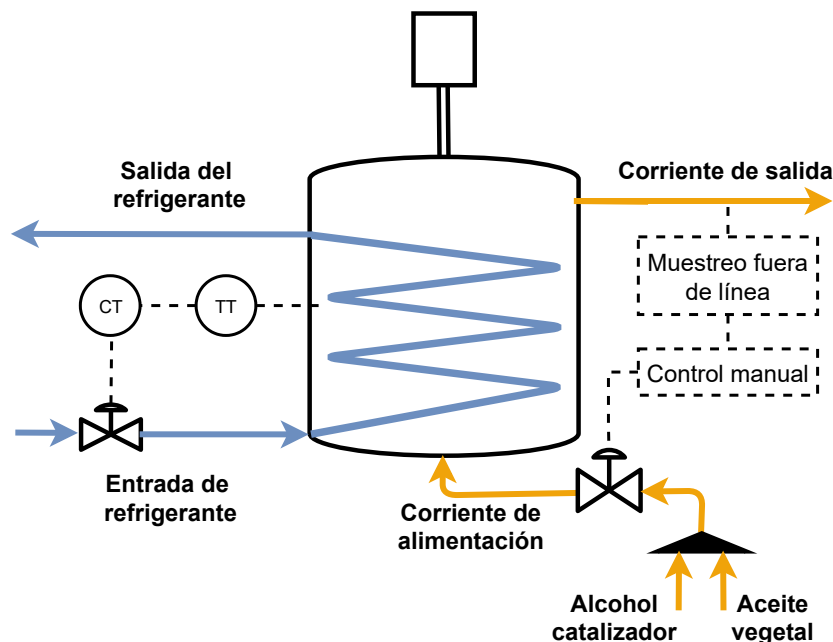 Salida del
refrigerante
Corriente de salida
Muestreo fuera
de línea
CT
TT
Control manual
Entrada de
refrigerante
Corriente de
alimentación
Alcohol
catalizador
Aceite
vegetal